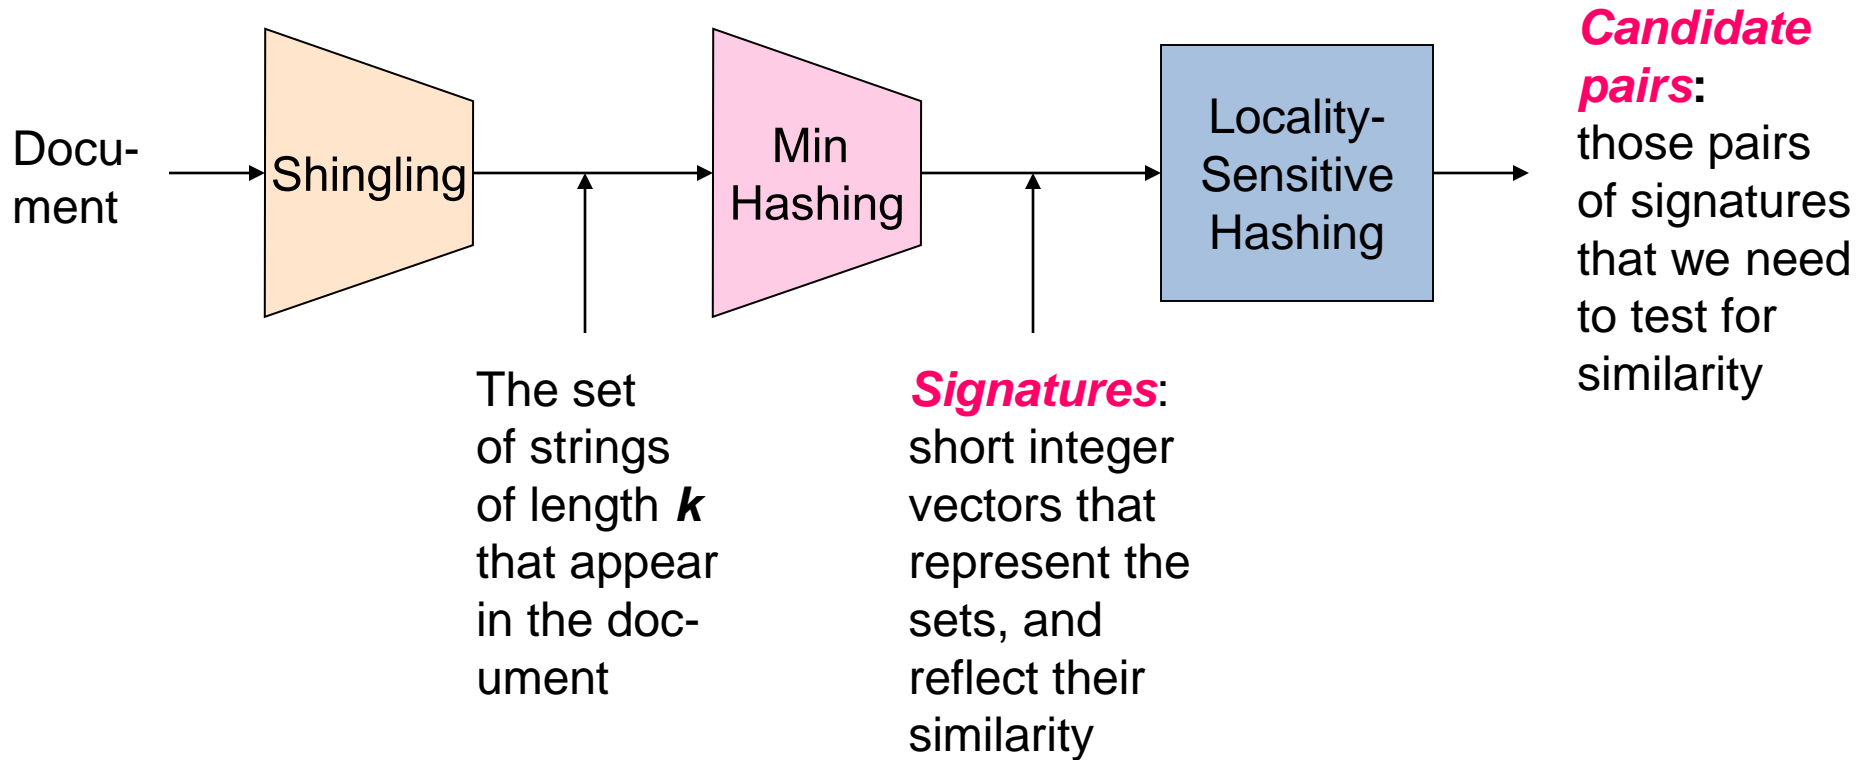 Docu-
ment
Shingling
The set
of strings
of length k
that appear
in the doc-
ument
Min
Hashing
Signatures:
short integer
vectors that
represent the
sets, and
reflect their
similarity
Locality-
Sensitive
Hashing
Candidate
pairs:
those pairs
of signatures
that we need
to test for
similarity